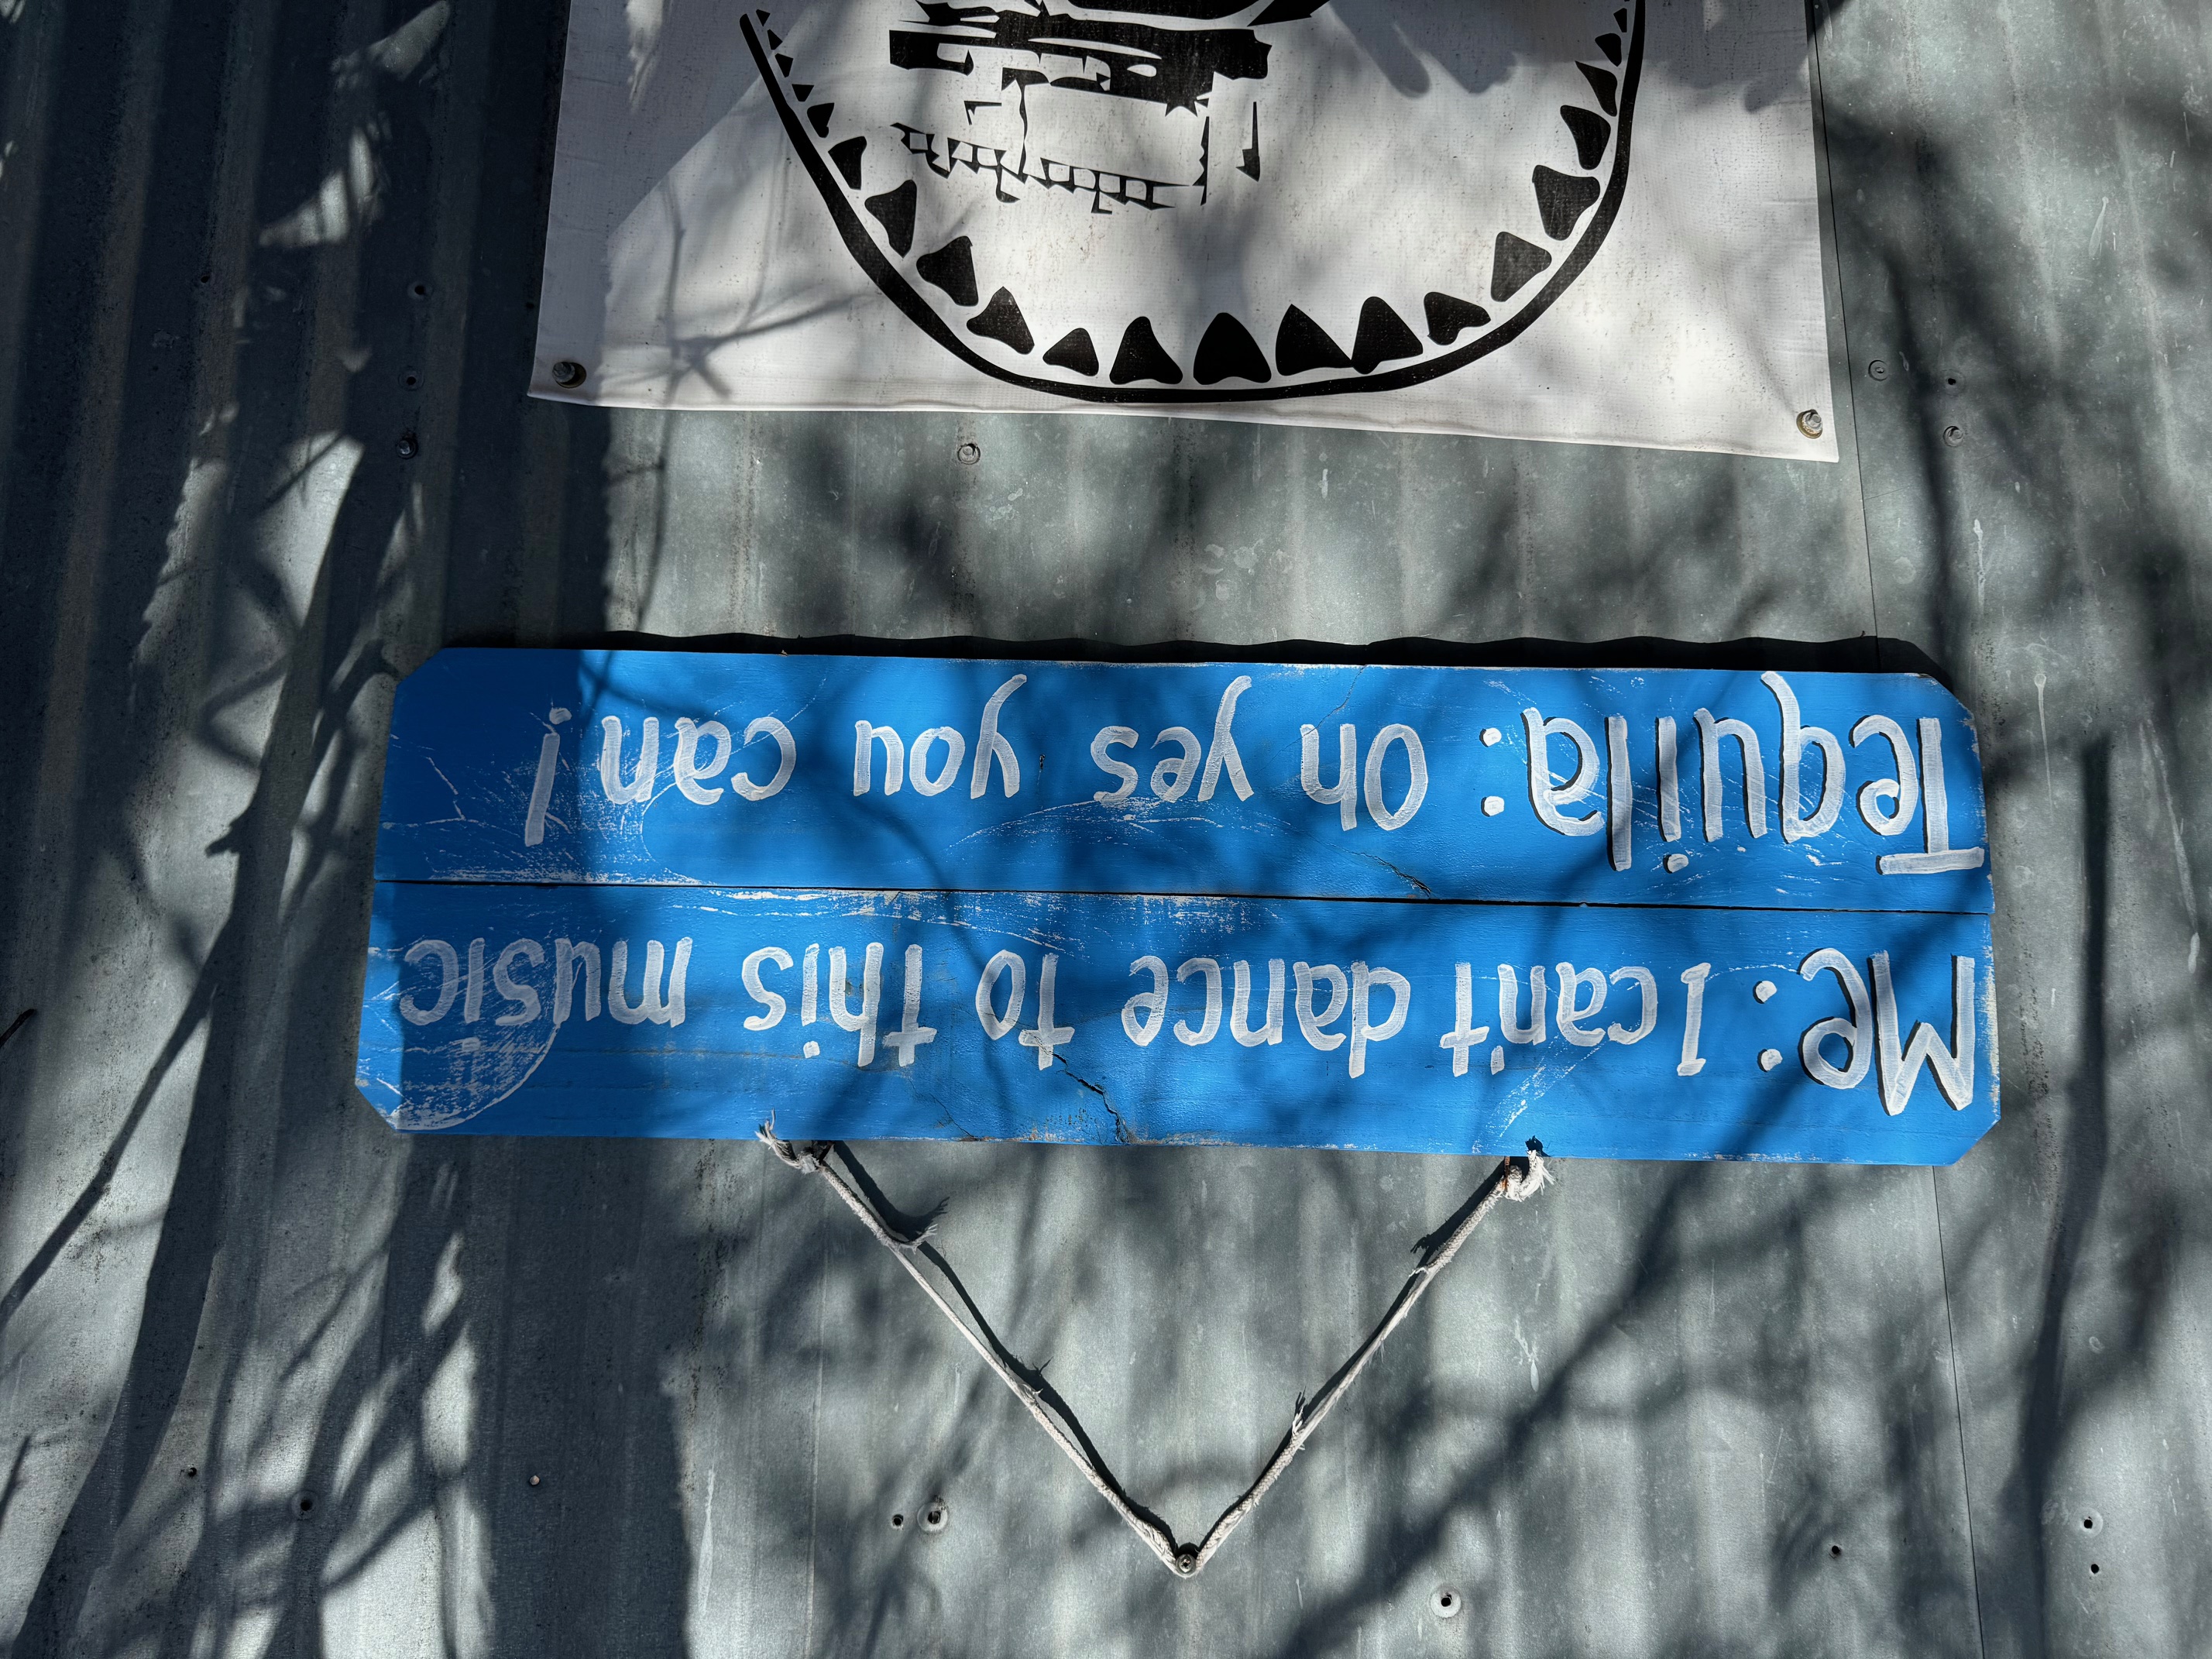 Me: I can't dance to this music
Tequila: Oh yes you can!